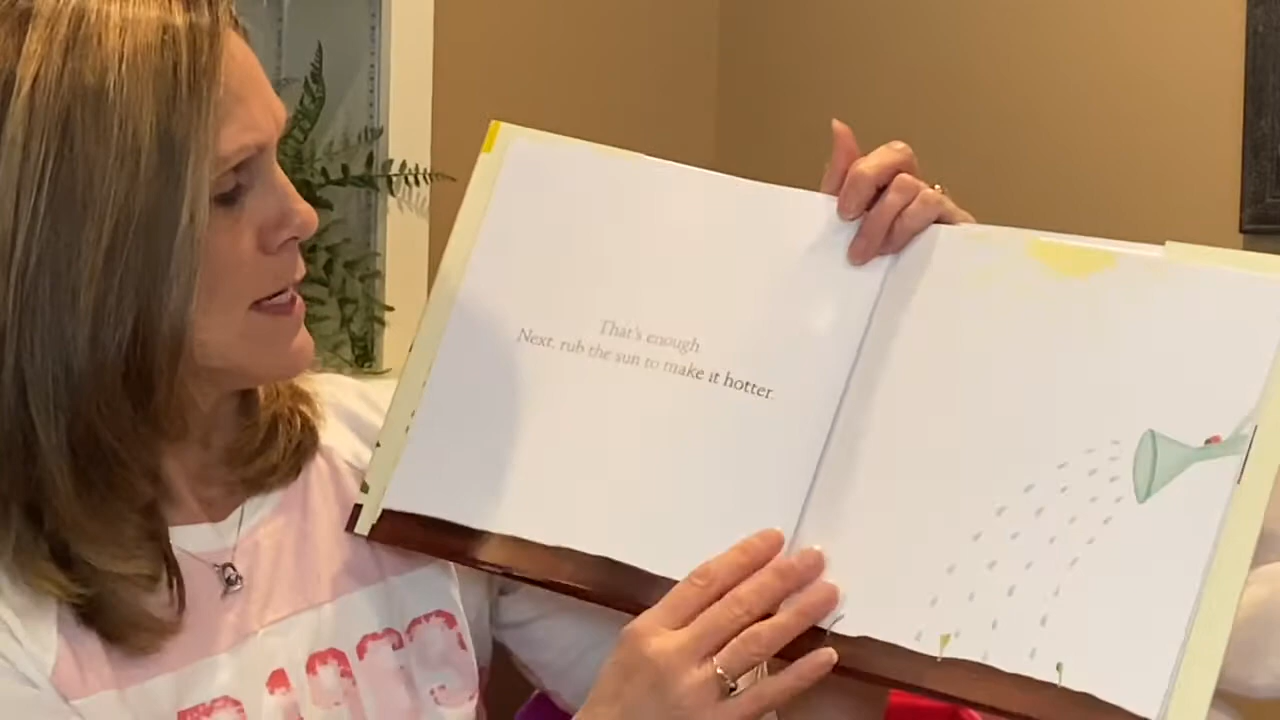 That's enough.
Next, rub the sun to make it hotter.